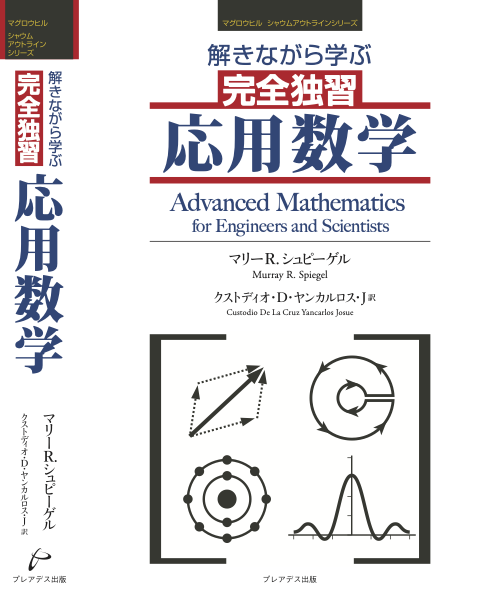 マグロウヒル
シャウム
アウトライン
シリーズ
解きながら学ぶ
完全独習
応用数学
マリーR.シュピーゲル
クストディオ・D・ヤンカルロス・J 訳
プレアデス出版
マグロウヒル シャウムアウトラインシリーズ
解きながら学ぶ
完全独習
応用数学
Advanced Mathematics
for Engineers and Scientists
マリーR.シュピーゲル
Murray R. Spiegel
クストディオ・D・ヤンカルロス・J 訳
Custodio De La Cruz Yancarlos Josue
プレアデス出版